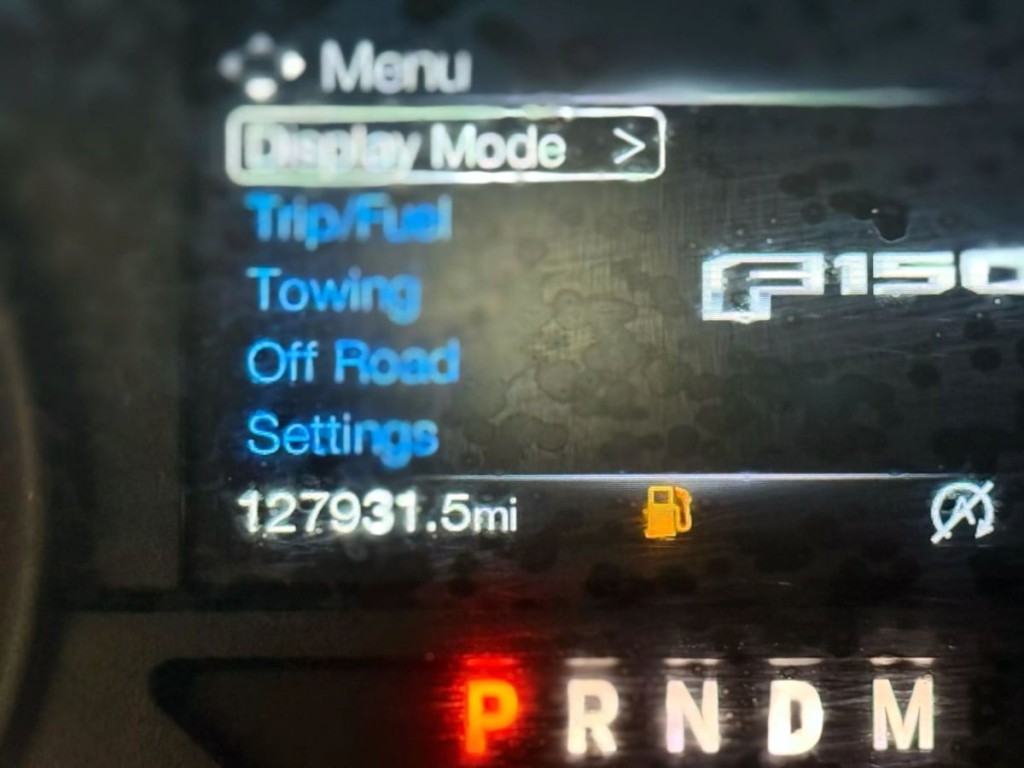 Menu
Display Mode >
Trip/Fuel
Towing
F150
Off Road
Settings
127931.5mi
P R N D M